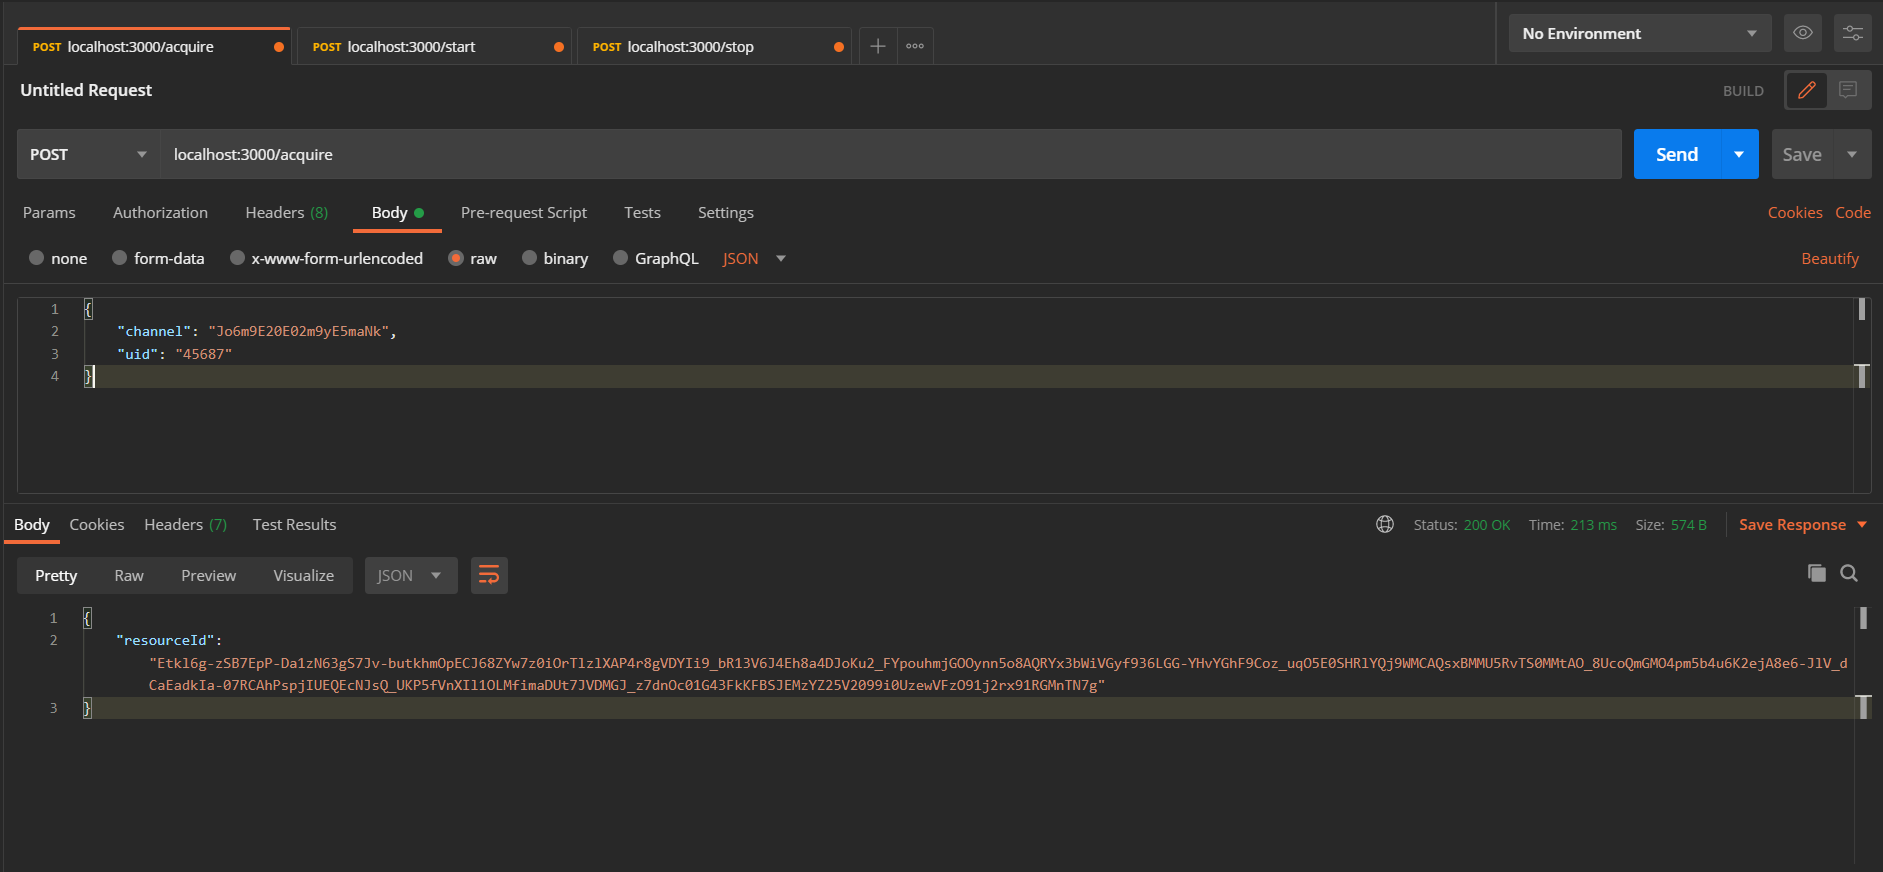 POST localhost:3000/acquire POST localhost:3000/start POST localhost:3000/stop No Environment
Untitled Request BUILD
POST localhost:3000/acquire Send Save
Params Authorization Headers (8) Body Pre-request Script Tests Settings Cookies Code
none form-data x-www-form-urlencoded raw binary GraphQL JSON Beautify
1 {
2 "channel": "Jo6m9E20E02m9yE5maNk",
3 "uid": "45687"
4 }
Body Cookies Headers (7) Test Results Status: 200 OK Time: 213 ms Size: 574 B Save Response
Pretty Raw Preview Visualize JSON
1 {
2 "resourceId":
"Etkl6g-zSB7EpP-Da1zN63gS7Jv-butkhmOpECJ68ZYw7z0iOrTlzlXAP4r8gVDYIi9_bR13V6J4Eh8a4DJoKu2_FYpouhmjGOOynn5o8AQRYx3bWiVGyf936LGG-YHvYGhF9Coz_uqO5E0SHRlYQj9WMCAQsxBMMU5RvTS0MMtAO_8UcoQmGMO4pm5b4u6K2ejA8e6-JlV_d
CaEadkIa-07RCAhPspjIUEQEcNJsQ_UKP5fVnXIl1OLMfimaDUt7JVDMGJ_z7dnOc01G43FkKFBSJEMzYZ25V2099i0UzewVFzO91j2rx91RGMnTN7g"
3 }